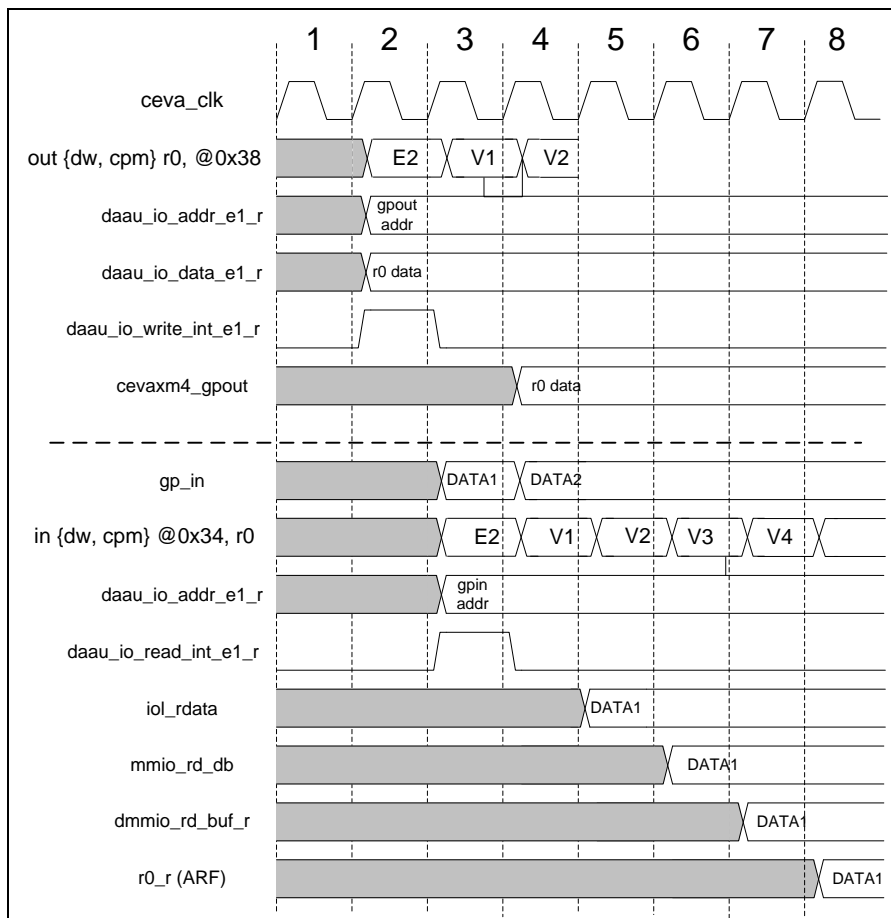 1 2 3 4 5 6 7 8
ceva_clk
out {dw, cpm} r0, @0x38 E2 V1 V2
daau_io_addr_e1_r gpout
addr
daau_io_data_e1_r r0 data
daau_io_write_int_e1_r
cevaxm4_gpout r0 data
gp_in DATA1 DATA2
in {dw, cpm} @0x34, r0 E2 V1 V2 V3 V4
daau_io_addr_e1_r gpin
addr
daau_io_read_int_e1_r
iol_rdata DATA1
mmio_rd_db DATA1
dmmio_rd_buf_r DATA1
r0_r (ARF) DATA1